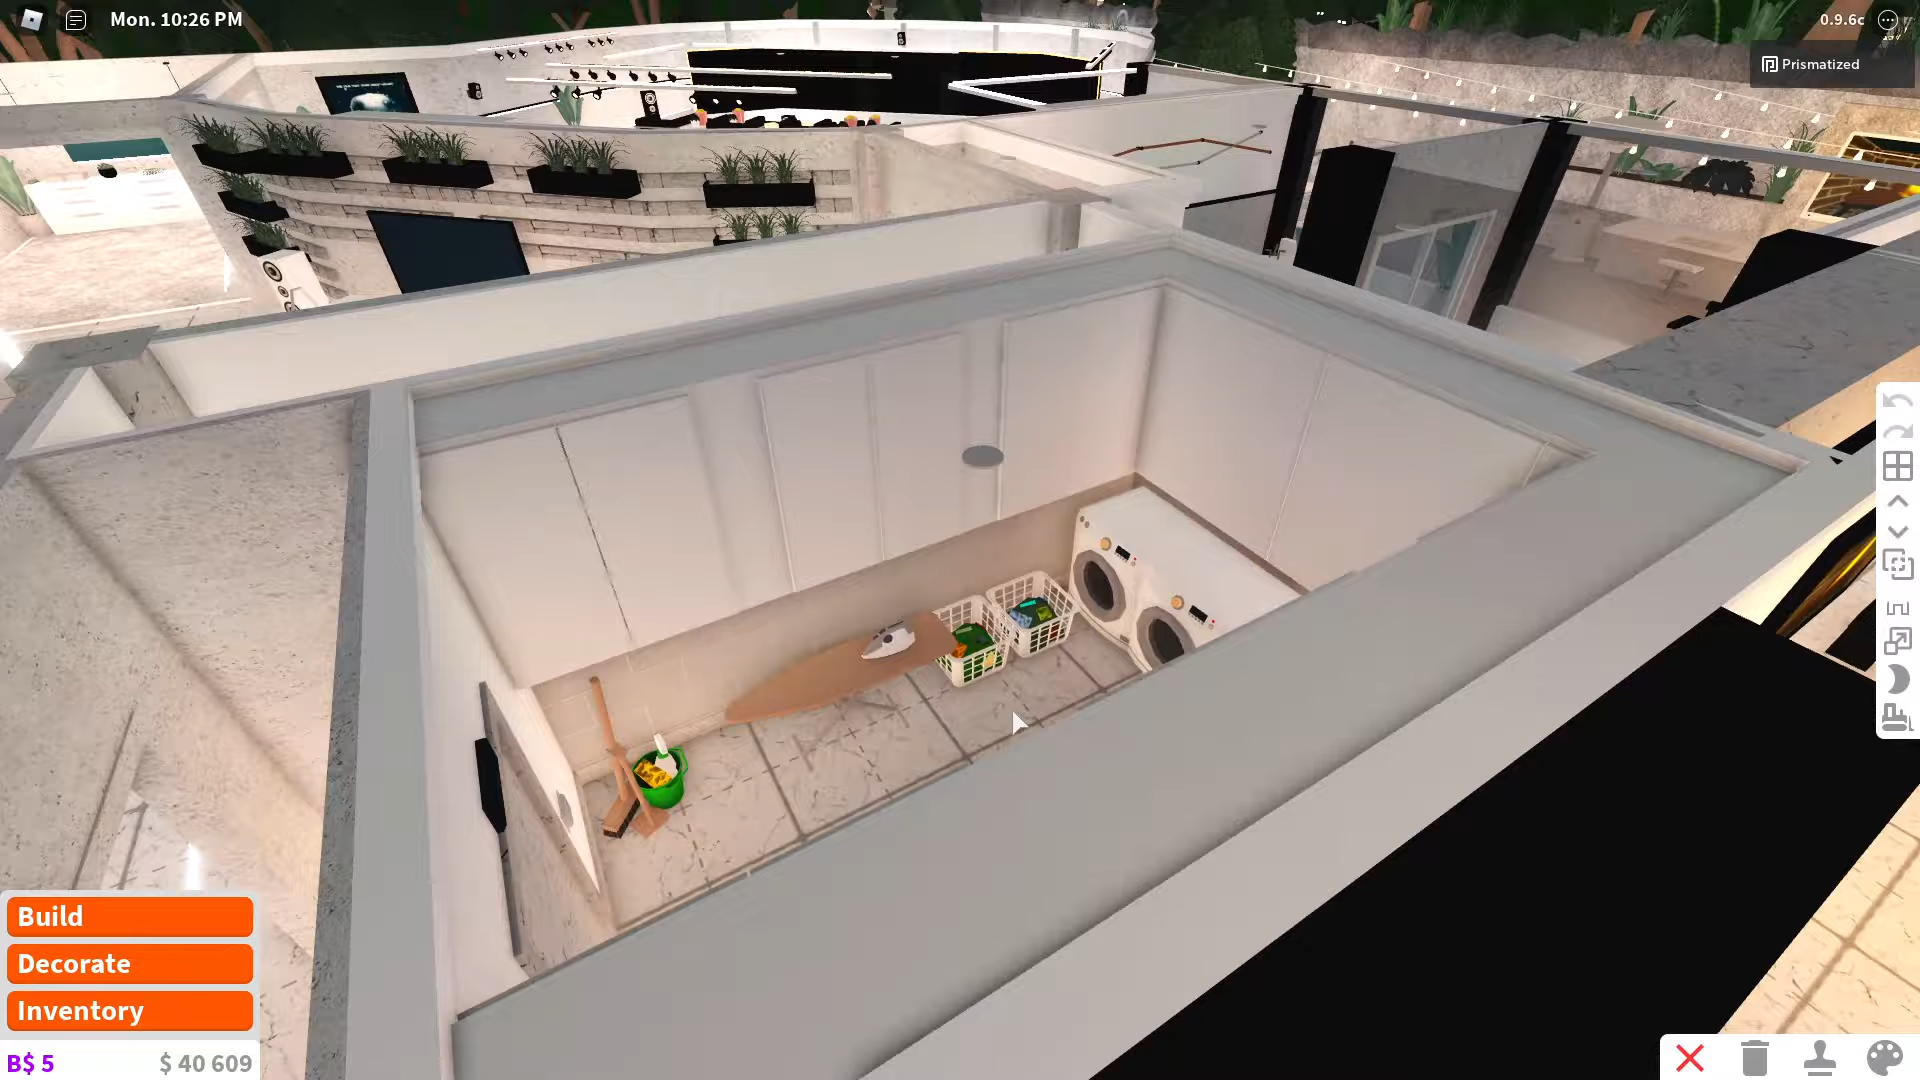 Mon. 10:26 PM
0.9.6c
Prismatized
Build
Decorate
Inventory
B$ 5
$ 40 609